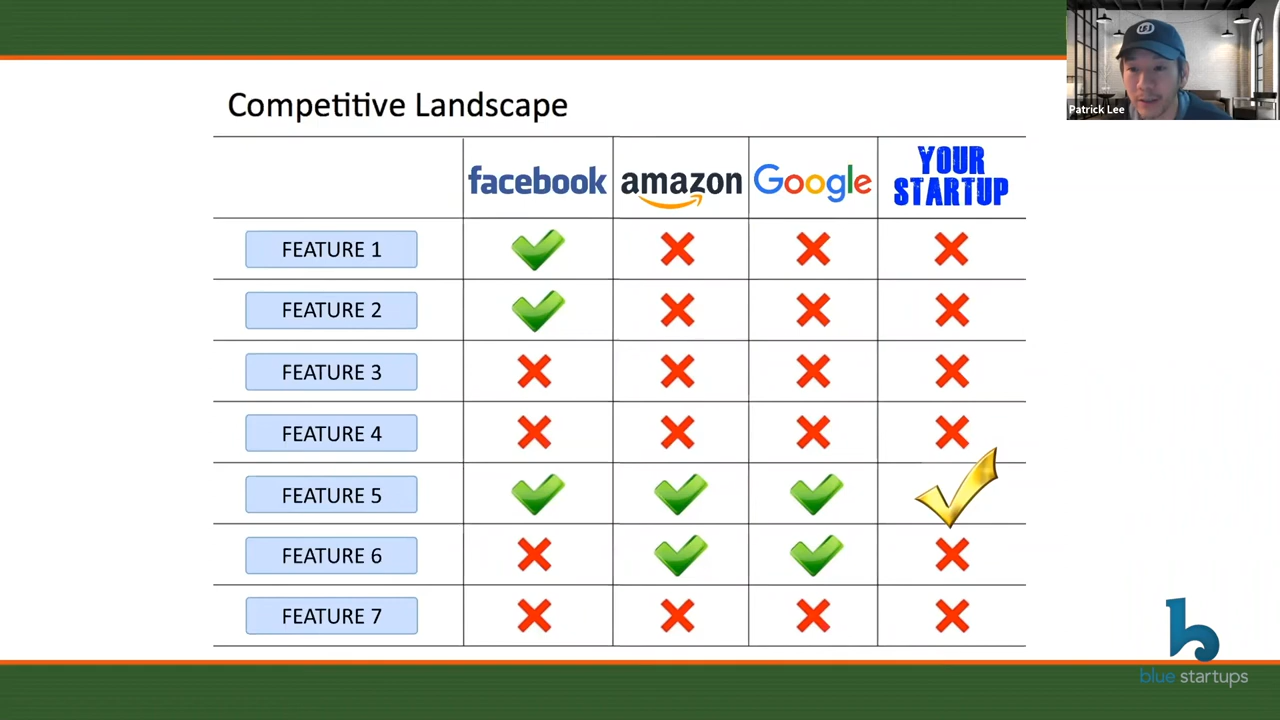 Patrick Lee
Competitive Landscape
facebook
amazon
Google
YOUR
STARTUP
FEATURE 1
FEATURE 2
FEATURE 3
FEATURE 4
FEATURE 5
FEATURE 6
FEATURE 7
blue startups